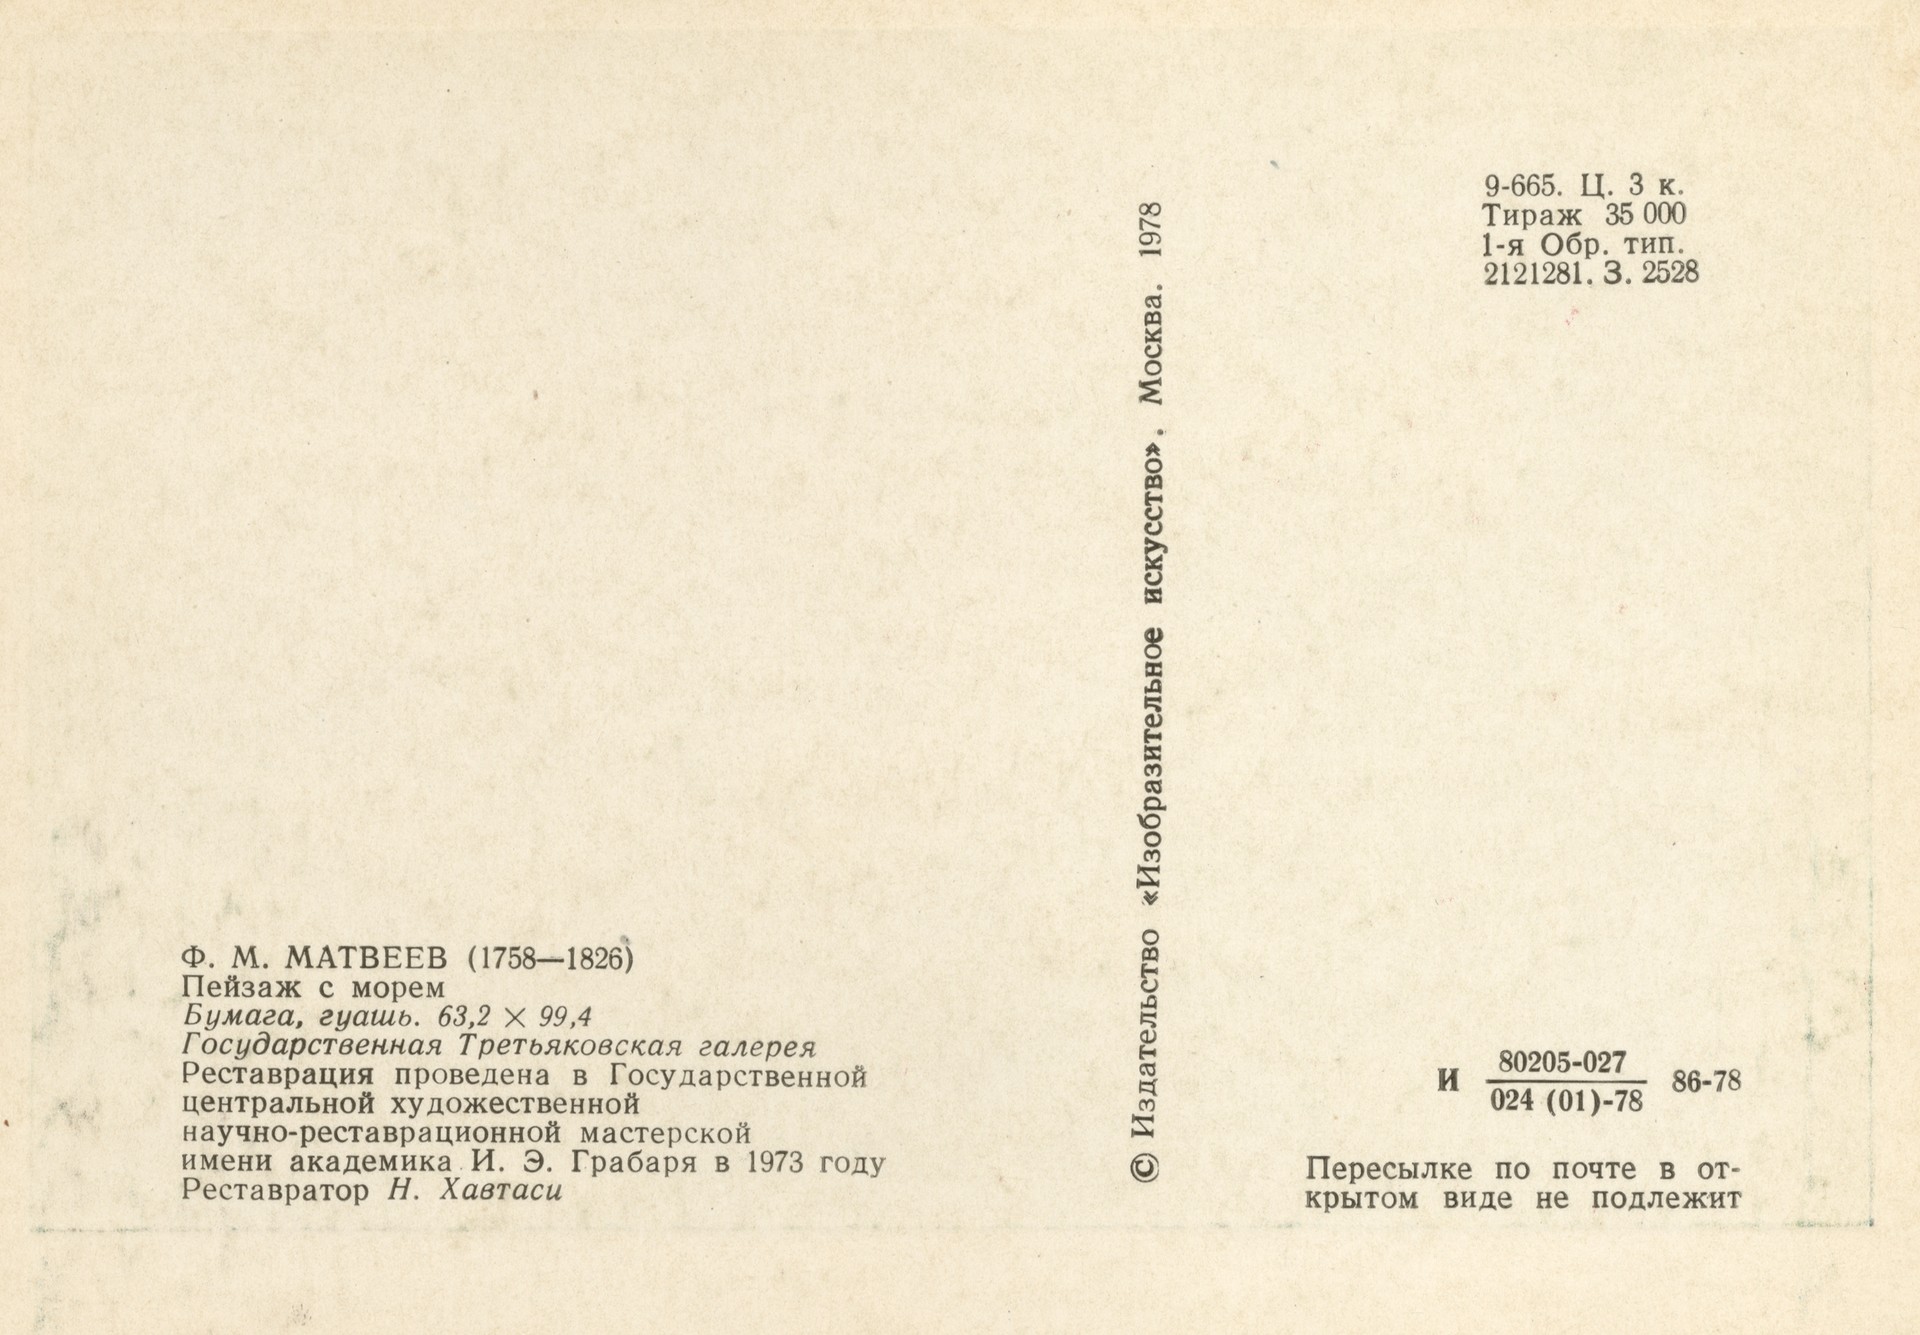 Ф. М. МАТВЕЕВ (1758—1826)
Пейзаж с морем
Бумага, гуашь. 63,2 × 99,4
Государственная Третьяковская галерея
Реставрация проведена в Государственной
центральной художественной
научно-реставрационной мастерской
имени академика И. Э. Грабаря в 1973 году
Реставратор Н. Хавтаси
© Издательство «Изобразительное искусство». Москва. 1978
9-665. Ц. 3 к.
Тираж 35 000
1-я Обр. тип.
2121281. З. 2528
И 80205-027 86-78
024 (01)-78
Пересылке по почте в от-
крытом виде не подлежит